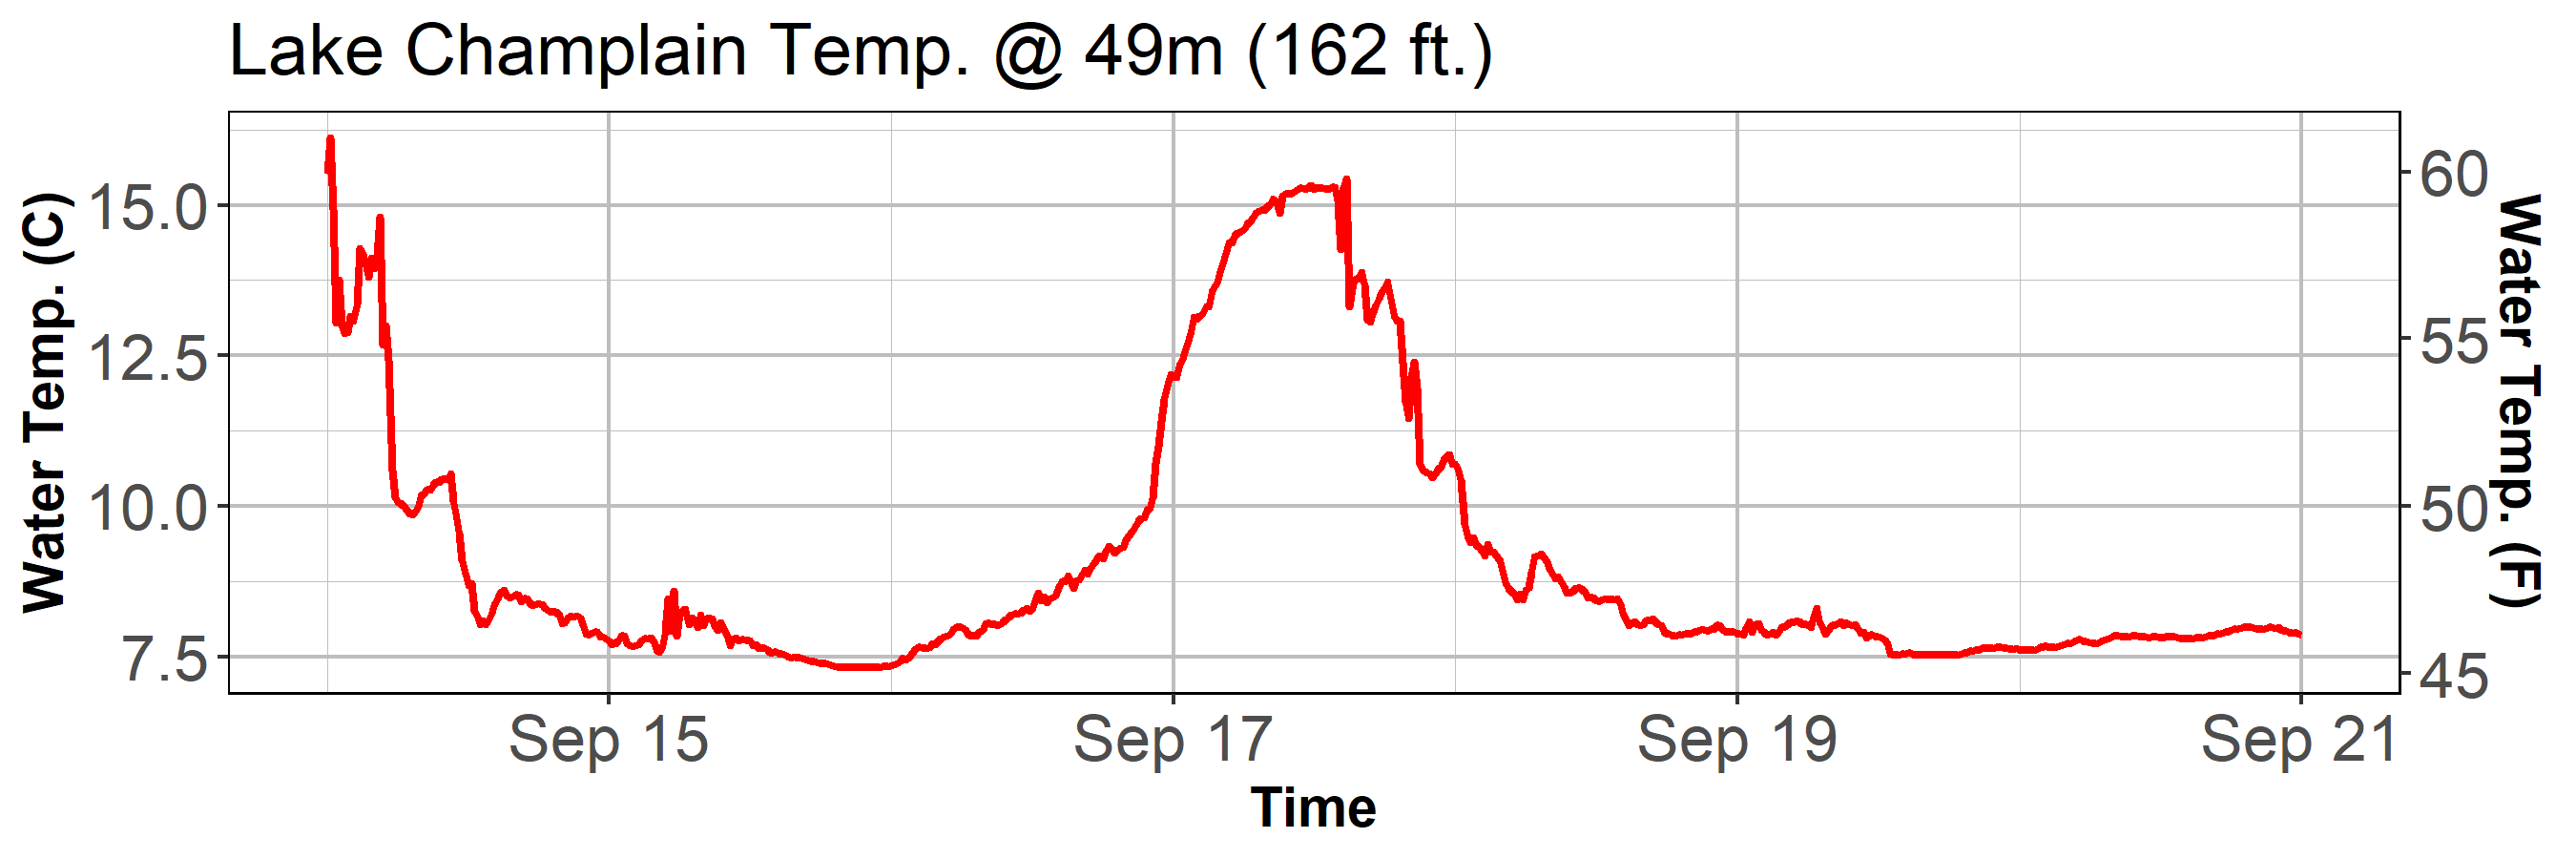 Lake Champlain Temp. @ 49m (162 ft.)
Water Temp. (C)
15.0
12.5
10.0
7.5
60
55
50
45
Water Temp. (F)
Sep 15 Sep 17 Sep 19 Sep 21
Time